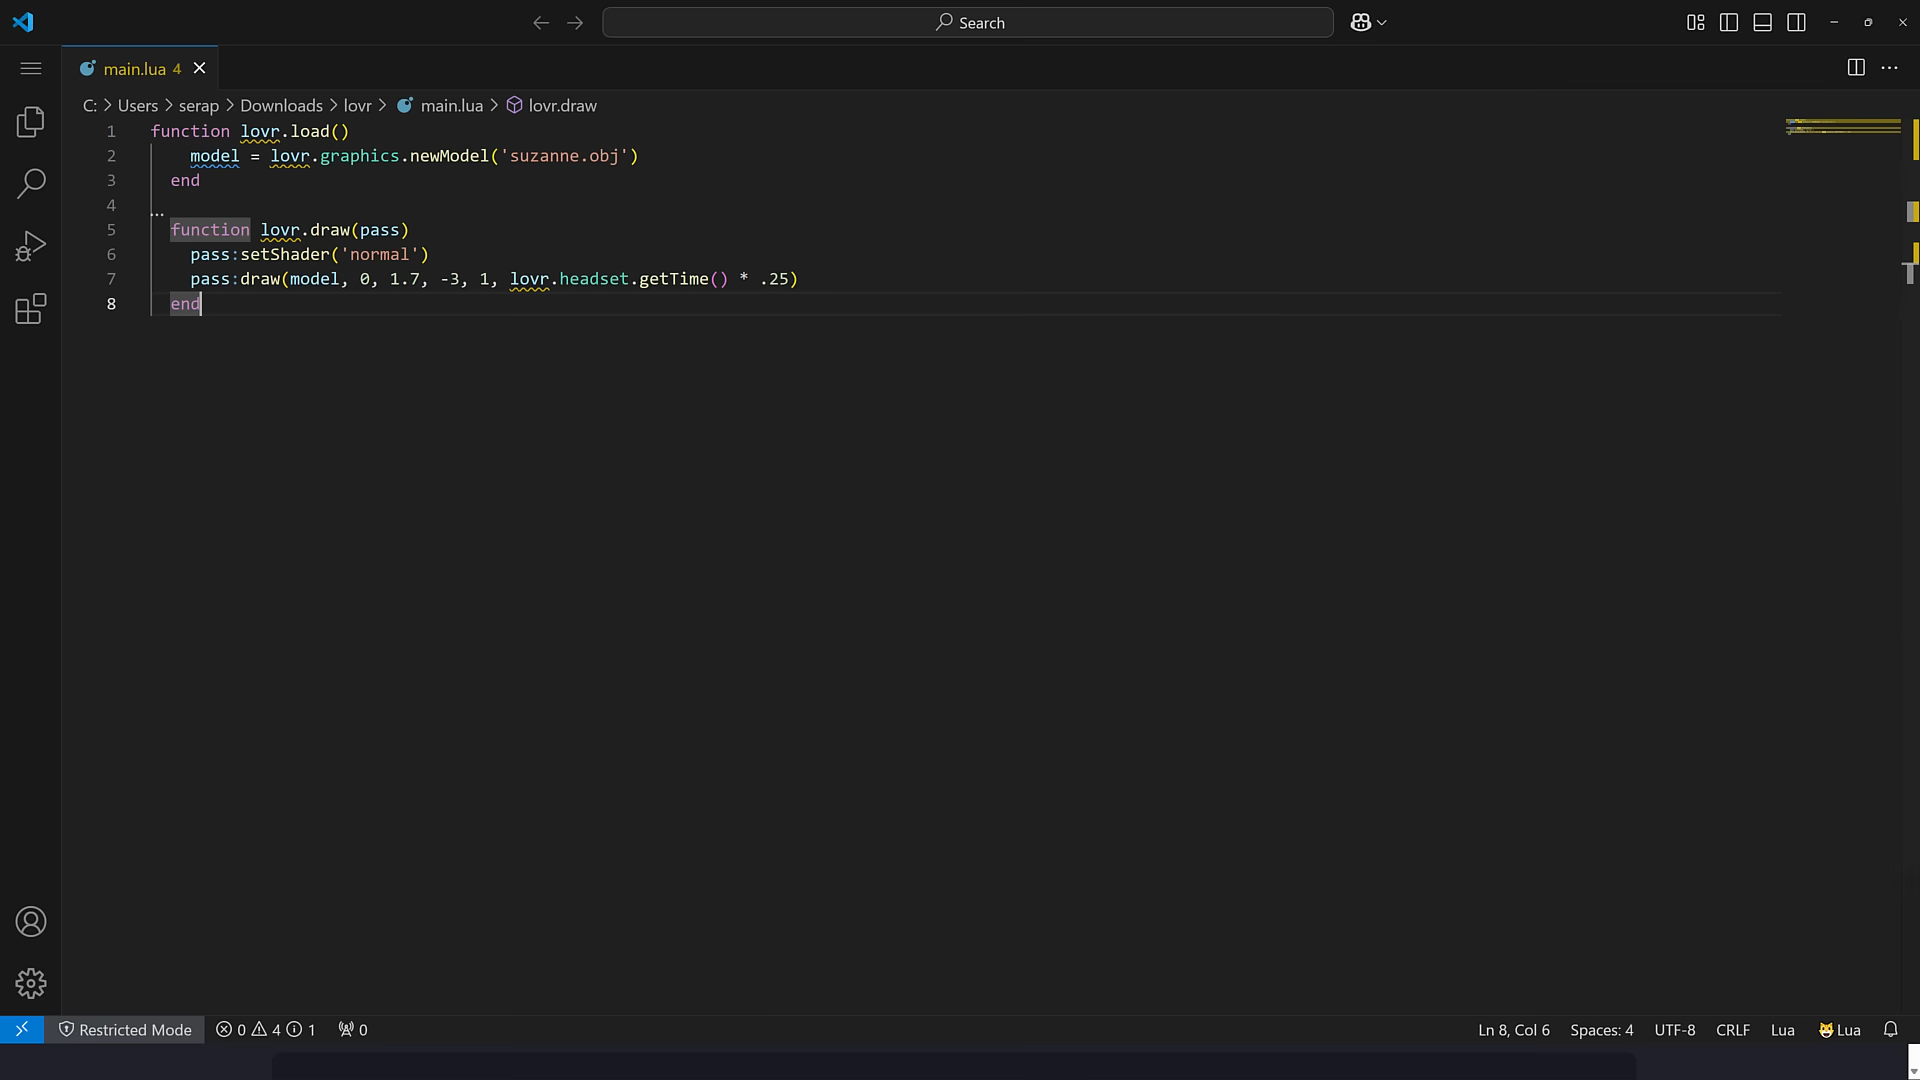 Search
main.lua 4
C: > Users > serap > Downloads > lovr > main.lua > lovr.draw
1 function lovr.load()
2     model = lovr.graphics.newModel('suzanne.obj')
3   end
4
5   function lovr.draw(pass)
6     pass:setShader('normal')
7     pass:draw(model, 0, 1.7, -3, 1, lovr.headset.getTime() * .25)
8   end
Restricted Mode 0 4 1 0 Ln 8, Col 6 Spaces: 4 UTF-8 CRLF Lua Lua